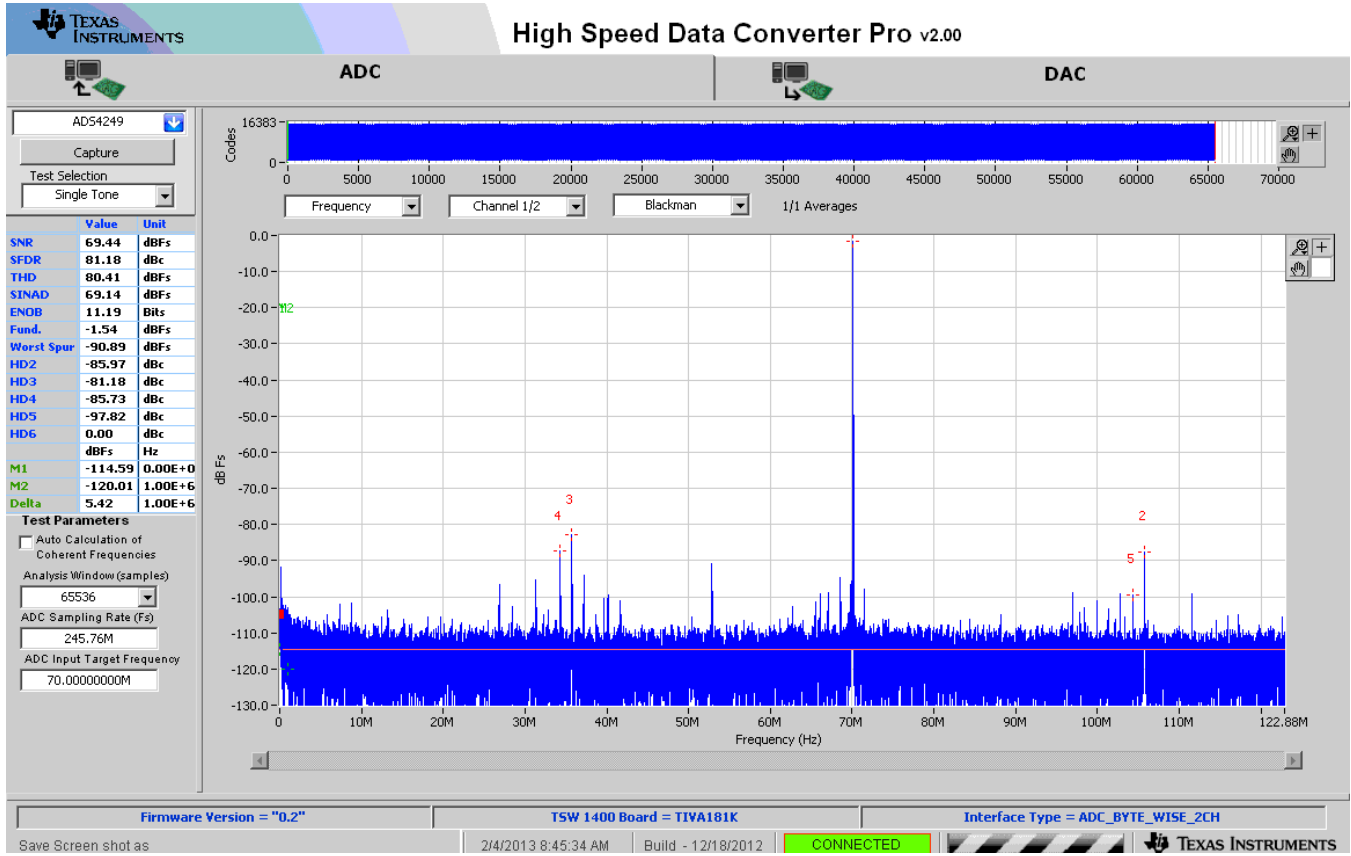 TEXAS
INSTRUMENTS
High Speed Data Converter Pro v2.00
ADC
DAC
ADS4249
Capture
Test Selection
Single Tone
Value Unit
SNR 69.44 dBFs
SFDR 81.18 dBc
THD 80.41 dBFs
SINAD 69.14 dBFs
ENOB 11.19 Bits
Fund. -1.54 dBFs
Worst Spur -90.89 dBFs
HD2 -85.97 dBc
HD3 -81.18 dBc
HD4 -85.73 dBc
HD5 -97.82 dBc
HD6 0.00 dBc
dBFs Hz
M1 -114.59 0.00E+0
M2 -120.01 1.00E+6
Delta 5.42 1.00E+6
Test Parameters
Auto Calculation of
Coherent Frequencies
Analysis Window (samples)
65536
ADC Sampling Rate (Fs)
245.76M
ADC Input Target Frequency
70.00000000M
Codes
16383
0
0 5000 10000 15000 20000 25000 30000 35000 40000 45000 50000 55000 60000 65000 70000
Frequency Channel 1/2 Blackman 1/1 Averages
dB Fs
0.0
-10.0
-20.0
M2
-30.0
-40.0
-50.0
-60.0
-70.0
-80.0
-90.0
-100.0
-110.0
-120.0
-130.0
3
4
2
5
0 10M 20M 30M 40M 50M 60M 70M 80M 90M 100M 110M 122.88M
Frequency (Hz)
Firmware Version = "0.2"
TSW 1400 Board = TIVA181K
Interface Type = ADC_BYTE_WISE_2CH
Save Screen shot as
2/4/2013 8:45:34 AM
Build - 12/18/2012
CONNECTED
TEXAS INSTRUMENTS